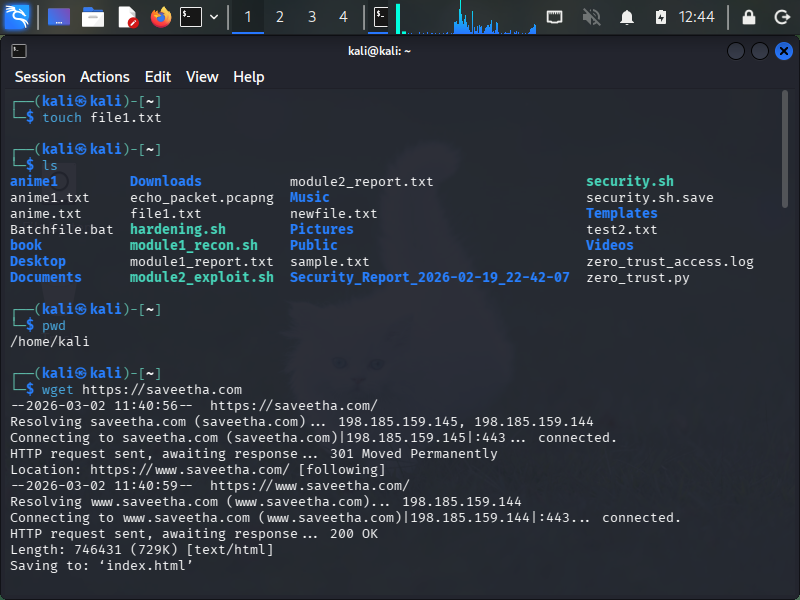 1 2 3 4 12:44
kali@kali: ~
Session Actions Edit View Help
┌──(kali㉿kali)-[~]
└─$ touch file1.txt
┌──(kali㉿kali)-[~]
└─$ ls
anime1 Downloads module2_report.txt security.sh
anime1.txt echo_packet.pcapng Music security.sh.save
anime.txt file1.txt newfile.txt Templates
Batchfile.bat hardening.sh Pictures test2.txt
book module1_recon.sh Public Videos
Desktop module1_report.txt sample.txt zero_trust_access.log
Documents module2_exploit.sh Security_Report_2026-02-19_22-42-07 zero_trust.py
┌──(kali㉿kali)-[~]
└─$ pwd
/home/kali
┌──(kali㉿kali)-[~]
└─$ wget https://saveetha.com
--2026-03-02 11:40:56--  https://saveetha.com/
Resolving saveetha.com (saveetha.com)... 198.185.159.145, 198.185.159.144
Connecting to saveetha.com (saveetha.com)|198.185.159.145|:443... connected.
HTTP request sent, awaiting response... 301 Moved Permanently
Location: https://www.saveetha.com/ [following]
--2026-03-02 11:40:59--  https://www.saveetha.com/
Resolving www.saveetha.com (www.saveetha.com)... 198.185.159.144
Connecting to www.saveetha.com (www.saveetha.com)|198.185.159.144|:443... connected.
HTTP request sent, awaiting response... 200 OK
Length: 746431 (729K) [text/html]
Saving to: ‘index.html’